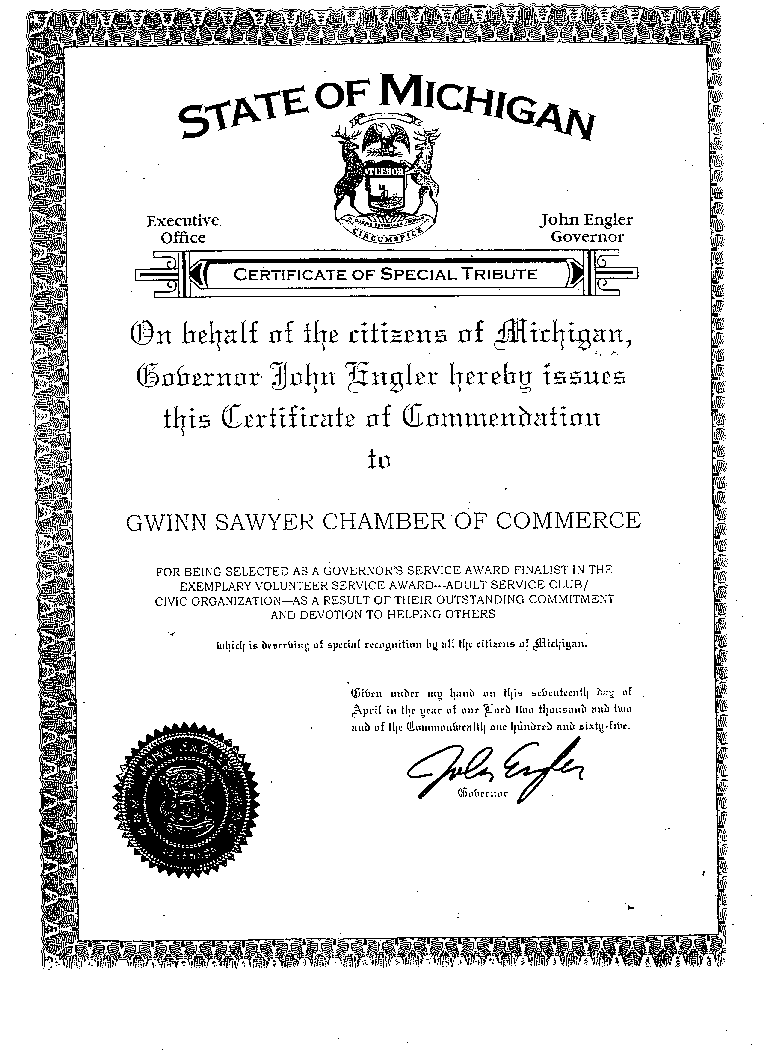 STATE OF MICHIGAN
TUEBOR
CIRCUMSPICE
Executive
Office
John Engler
Governor
CERTIFICATE OF SPECIAL TRIBUTE
On behalf of the citizens of Michigan,
Governor John Engler hereby issues
this Certificate of Commendation
to
GWINN SAWYER CHAMBER OF COMMERCE
FOR BEING SELECTED AS A GOVERNOR'S SERVICE AWARD FINALIST IN THE
EXEMPLARY VOLUNTEER SERVICE AWARD---ADULT SERVICE CLUB/
CIVIC ORGANIZATION—AS A RESULT OF THEIR OUTSTANDING COMMITMENT
AND DEVOTION TO HELPING OTHERS
which is deserving of special recognition by all the citizens of Michigan.
Given under my hand on this seventeenth day of
April in the year of our Lord two thousand and two
and of the Commonwealth one hundred and sixty-five.
John Engler
Governor